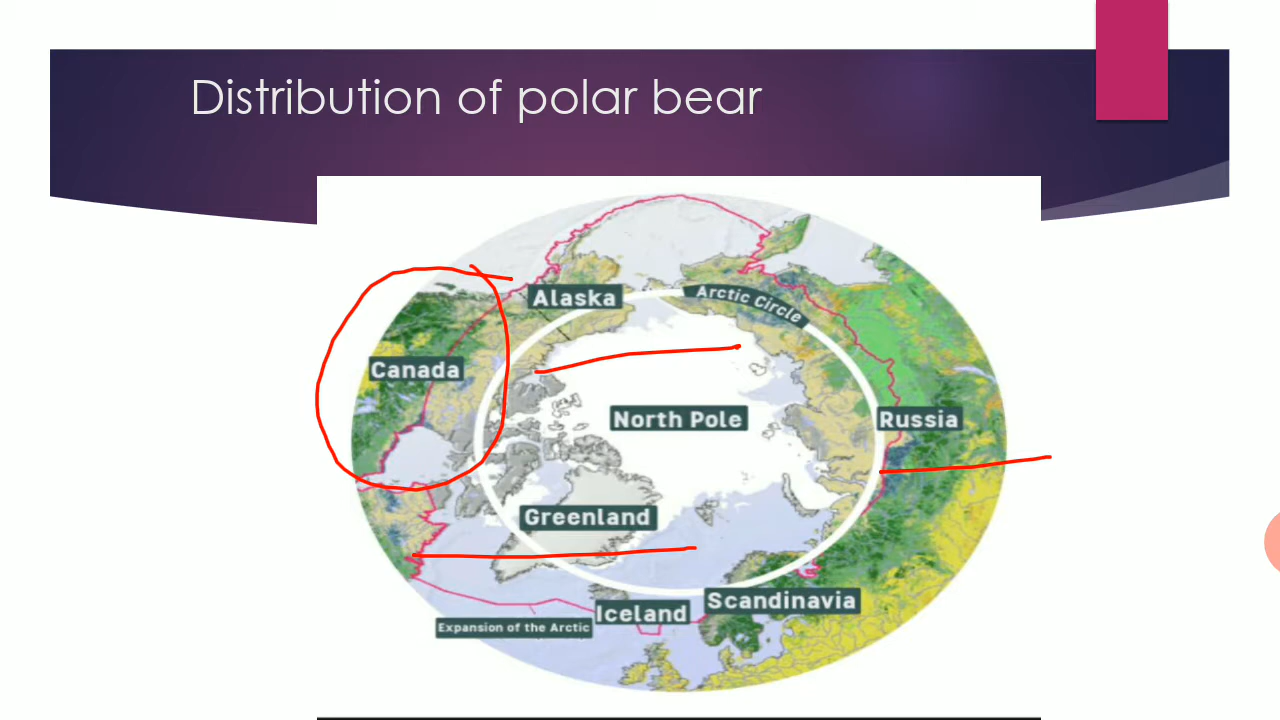 Distribution of polar bear
Alaska
Arctic Circle
Canada
North Pole
Russia
Greenland
Scandinavia
Iceland
Expansion of the Arctic